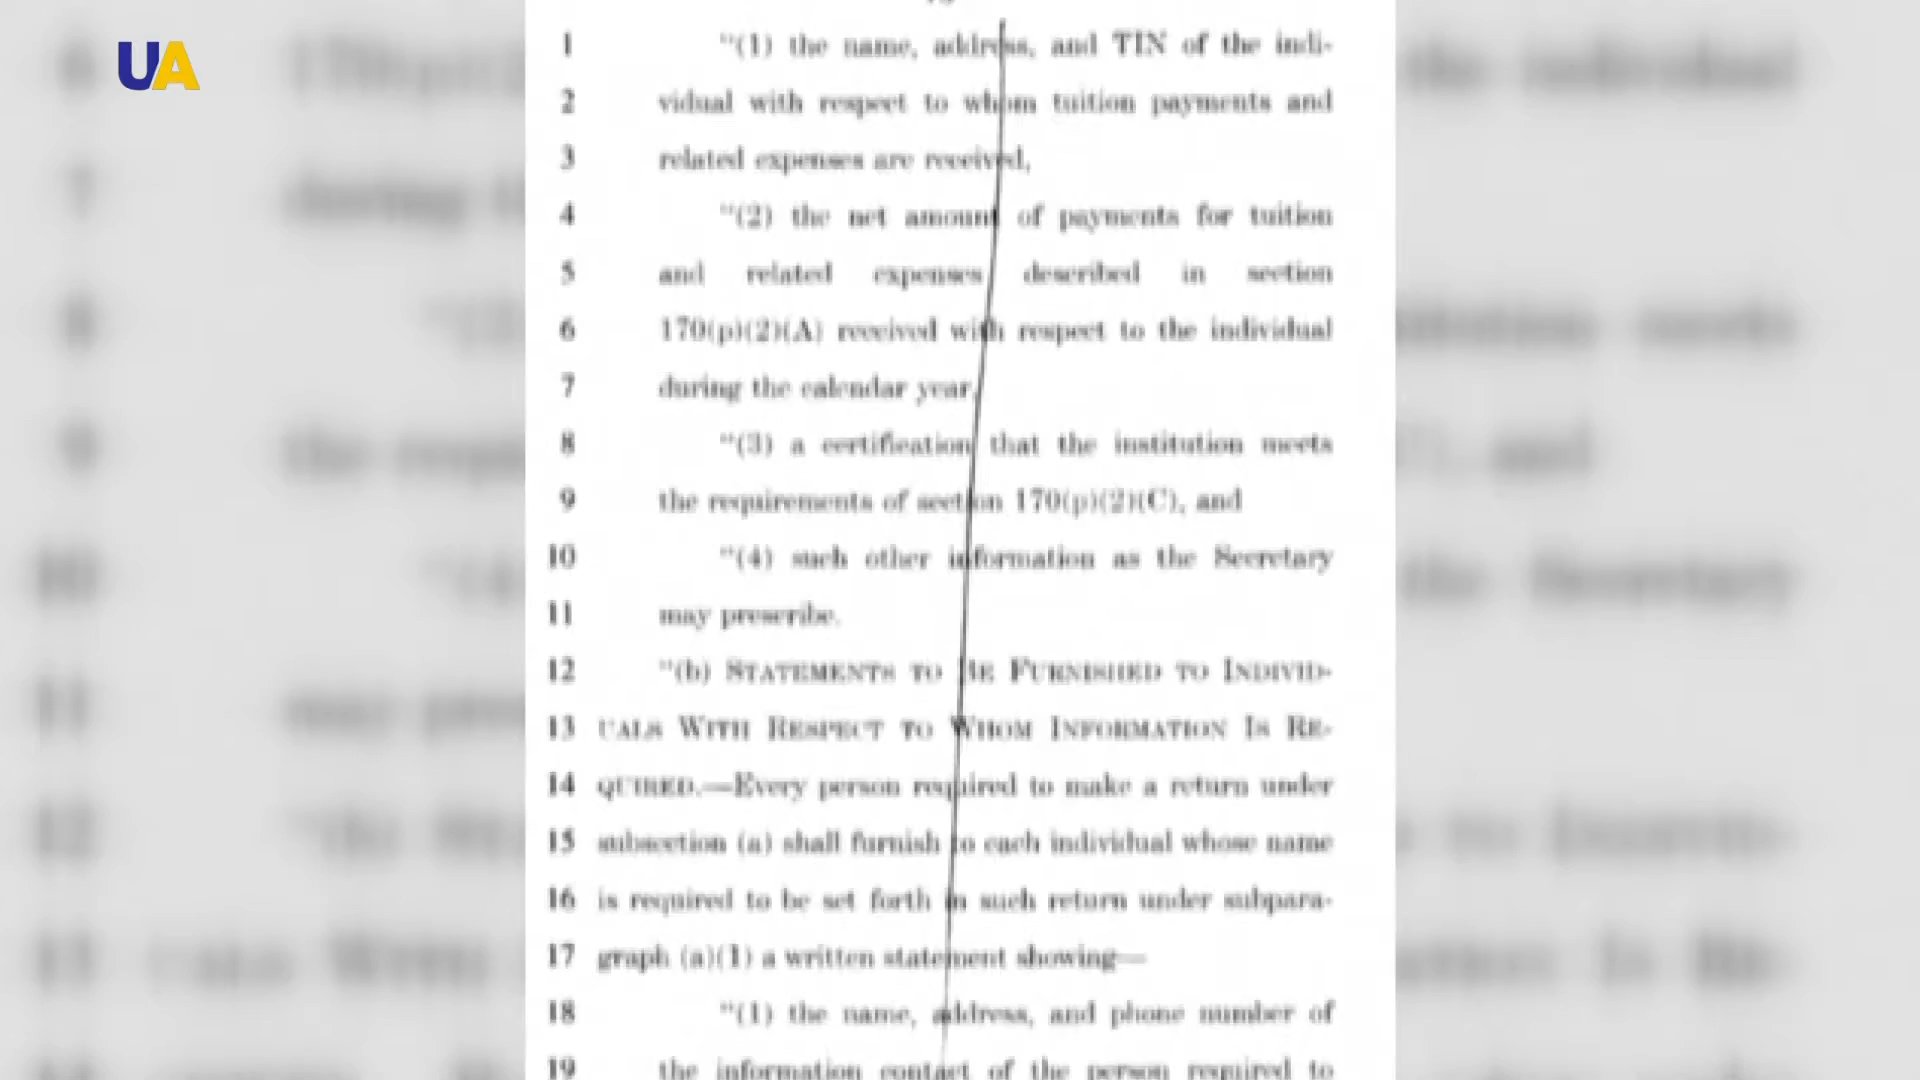 UA
1 "(1) the name, address, and TIN of the indi-
2 vidual with respect to whom tuition payments and
3 related expenses are received,
4 "(2) the net amount of payments for tuition
5 and related expenses described in section
6 170(p)(2)(A) received with respect to the individual
7 during the calendar year,
8 "(3) a certification that the institution meets
9 the requirements of section 170(p)(2)(C), and
10 "(4) such other information as the Secretary
11 may prescribe.
12 "(b) STATEMENTS TO BE FURNISHED TO INDIVID-
13 UALS WITH RESPECT TO WHOM INFORMATION IS RE-
14 QUIRED.—Every person required to make a return under
15 subsection (a) shall furnish to each individual whose name
16 is required to be set forth in such return under subpara-
17 graph (a)(1) a written statement showing—
18 "(1) the name, address, and phone number of
19 the information contact of the person required to